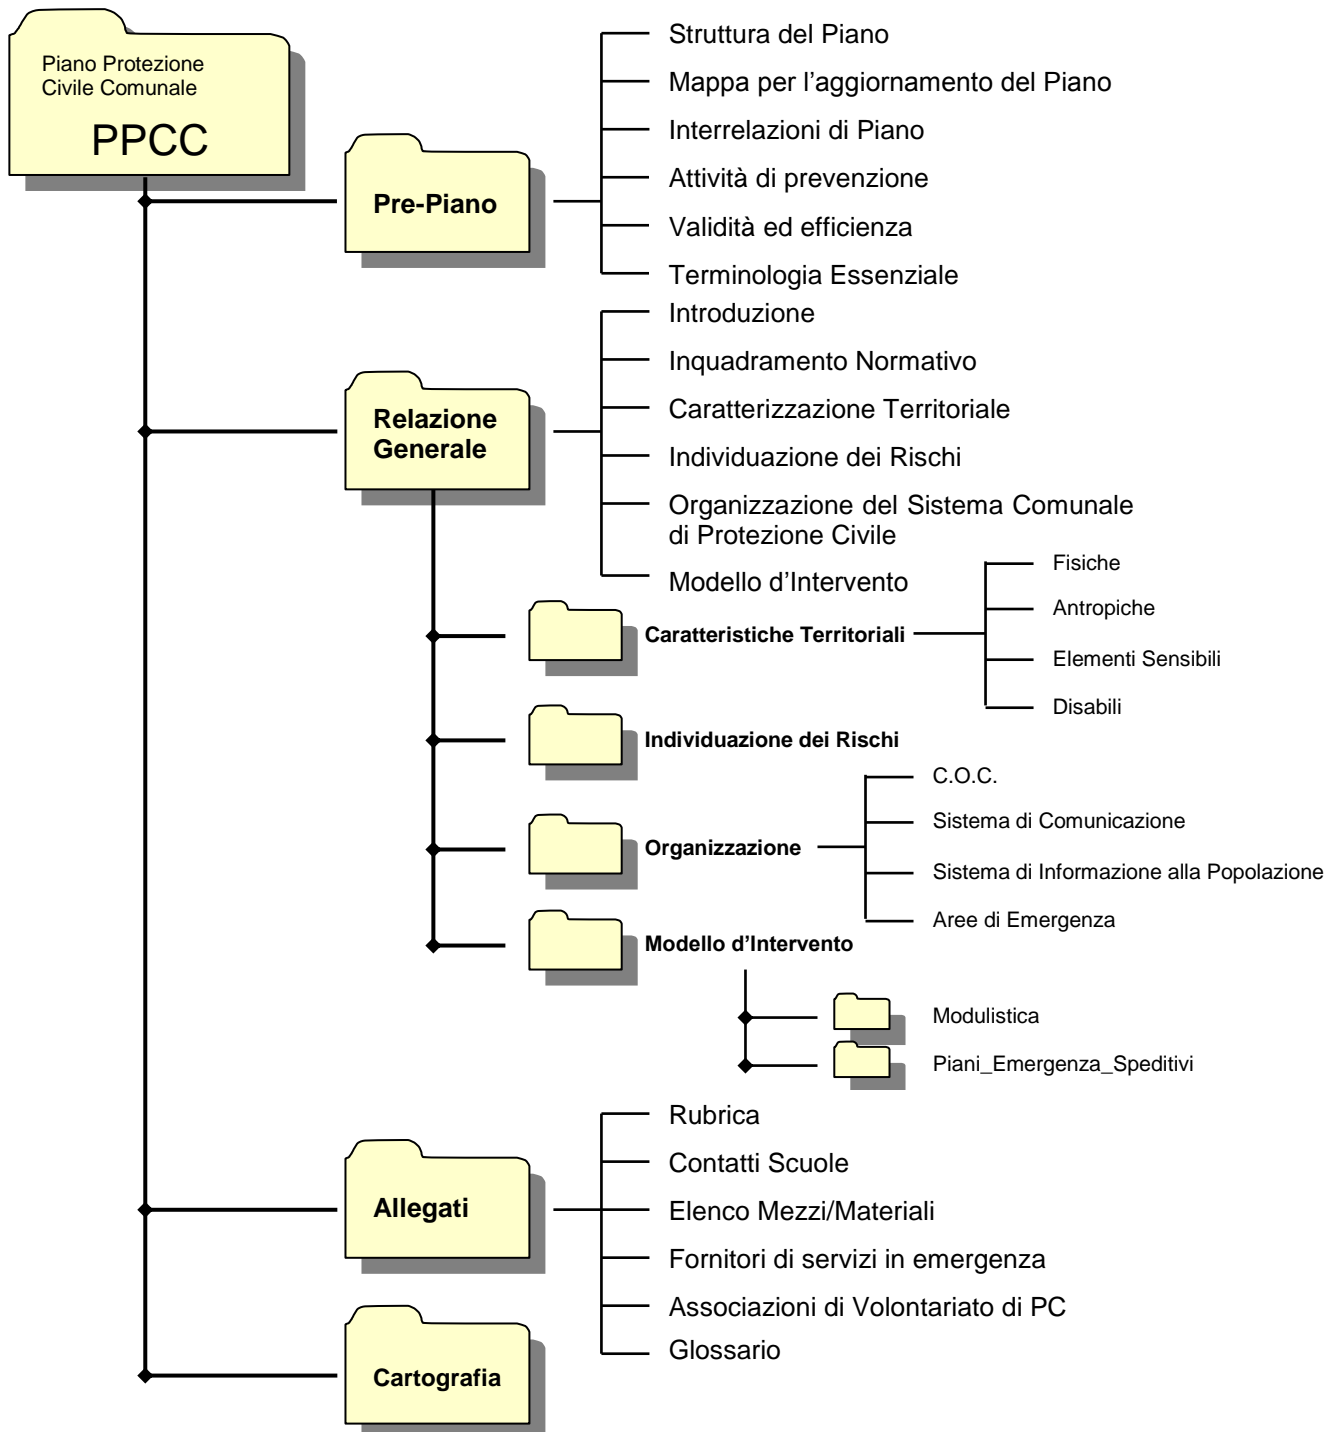 Piano Protezione
Civile Comunale
PPCC
Pre-Piano
Struttura del Piano
Mappa per l'aggiornamento del Piano
Interrelazioni di Piano
Attività di prevenzione
Validità ed efficienza
Terminologia Essenziale
Relazione
Generale
Introduzione
Inquadramento Normativo
Caratterizzazione Territoriale
Individuazione dei Rischi
Organizzazione del Sistema Comunale
di Protezione Civile
Modello d'Intervento
Caratteristiche Territoriali
Fisiche
Antropiche
Elementi Sensibili
Disabili
Individuazione dei Rischi
Organizzazione
C.O.C.
Sistema di Comunicazione
Sistema di Informazione alla Popolazione
Aree di Emergenza
Modello d'Intervento
Modulistica
Piani_Emergenza_Speditivi
Allegati
Rubrica
Contatti Scuole
Elenco Mezzi/Materiali
Fornitori di servizi in emergenza
Associazioni di Volontariato di PC
Glossario
Cartografia